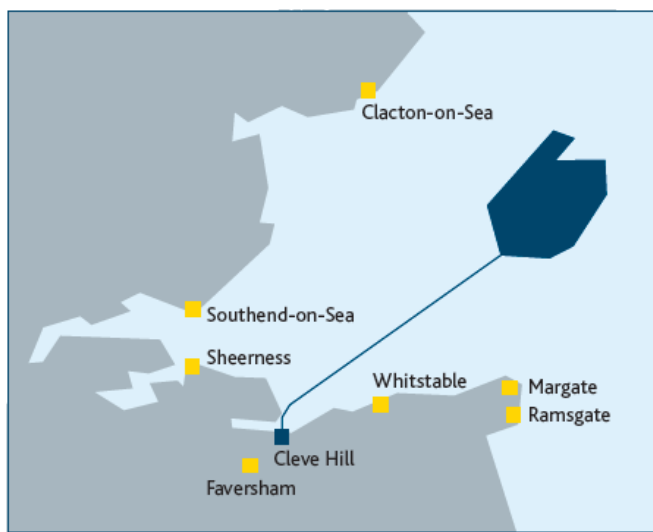 Clacton-on-Sea
Southend-on-Sea
Sheerness
Whitstable
Margate
Ramsgate
Cleve Hill
Faversham